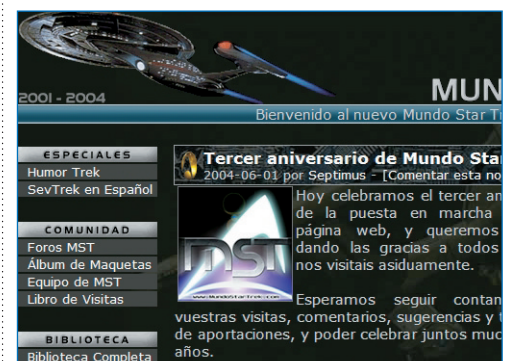 2001 - 2004
MUN
Bienvenido al nuevo Mundo Star T
ESPECIALES
Humor Trek
SevTrek en Español
COMUNIDAD
Foros MST
Álbum de Maquetas
Equipo de MST
Libro de Visitas
BIBLIOTECA
Biblioteca Completa
Tercer aniversario de Mundo Star
2004-06-01 por Septimus - [Comentar esta no
MST
www.MundoStarTrek.com
Hoy celebramos el tercer an
de la puesta en marcha
página web, y queremos
dando las gracias a todos
nos visitais asiduamente.
Esperamos seguir contan
vuestras visitas, comentarios, sugerencias y t
de aportaciones, y poder celebrar juntos muc
años.